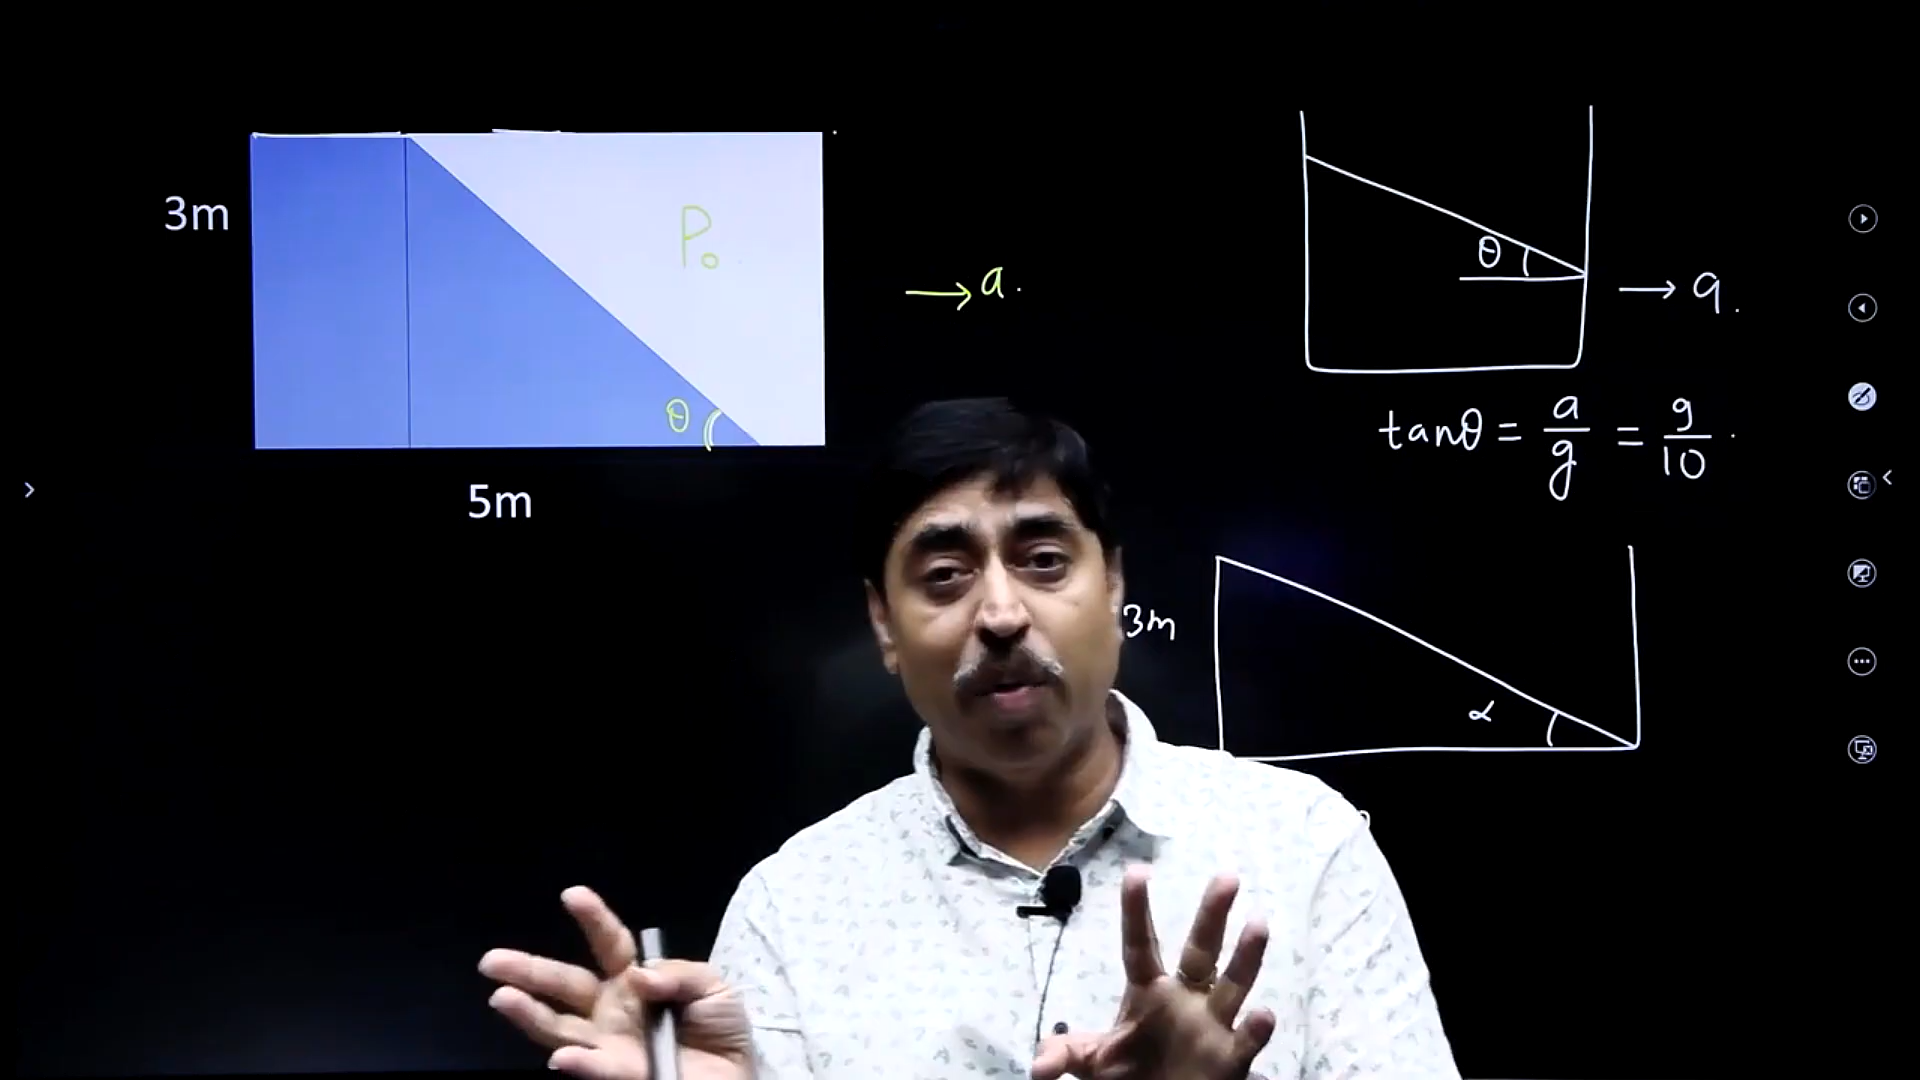 3m
P₀
θ
→ a.
5m
θ
→ a.
tanθ = a/g = 9/10.
3m
α